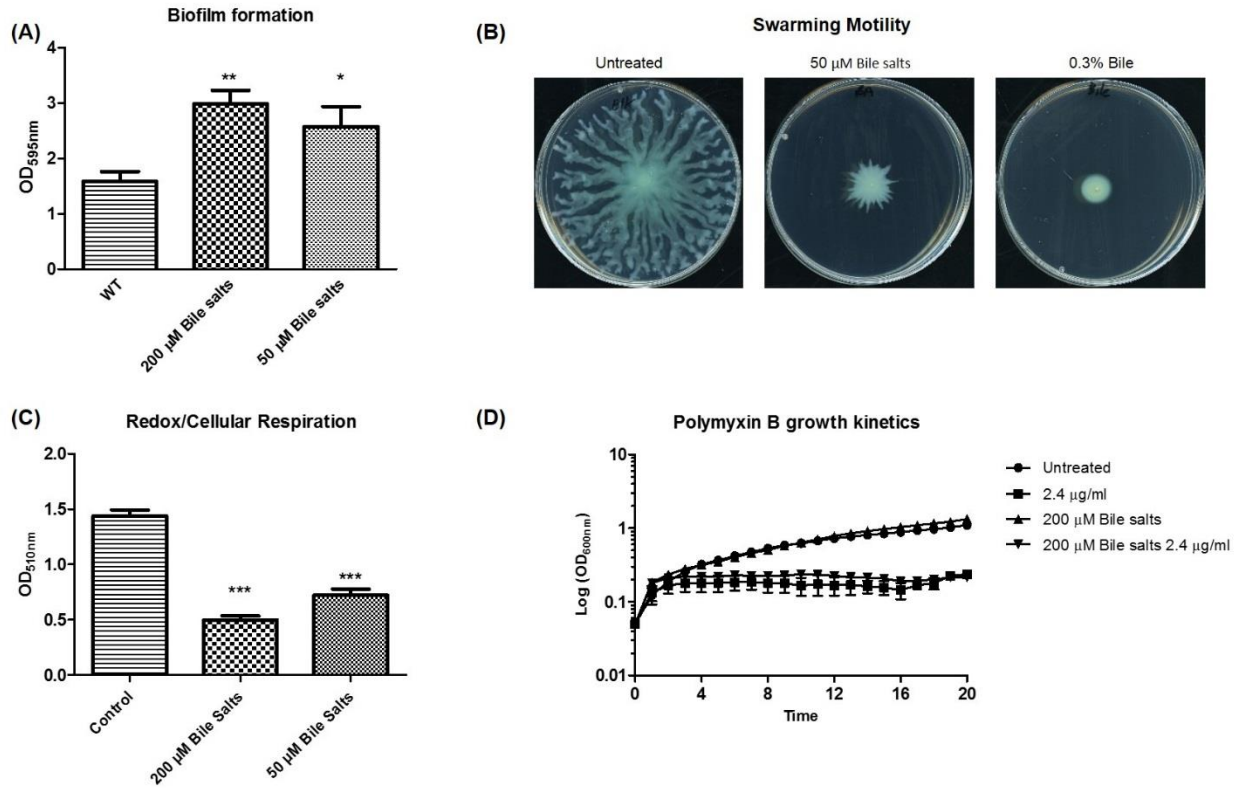 (A)
Biofilm formation
OD595nm
4
3
2
1
0
**
*
WT
200 µM Bile salts
50 µM Bile salts
(B)
Swarming Motility
Untreated
50 µM Bile salts
0.3% Bile
Bile
(C)
Redox/Cellular Respiration
OD510nm
2.0
1.5
1.0
0.5
0.0
***
***
Control
200 µM Bile Salts
50 µM Bile Salts
(D)
Polymyxin B growth kinetics
Log (OD600nm)
10
1
0.1
0.01
0
4
8
12
16
20
Time
Untreated
2.4 µg/ml
200 µM Bile salts
200 µM Bile salts 2.4 µg/ml